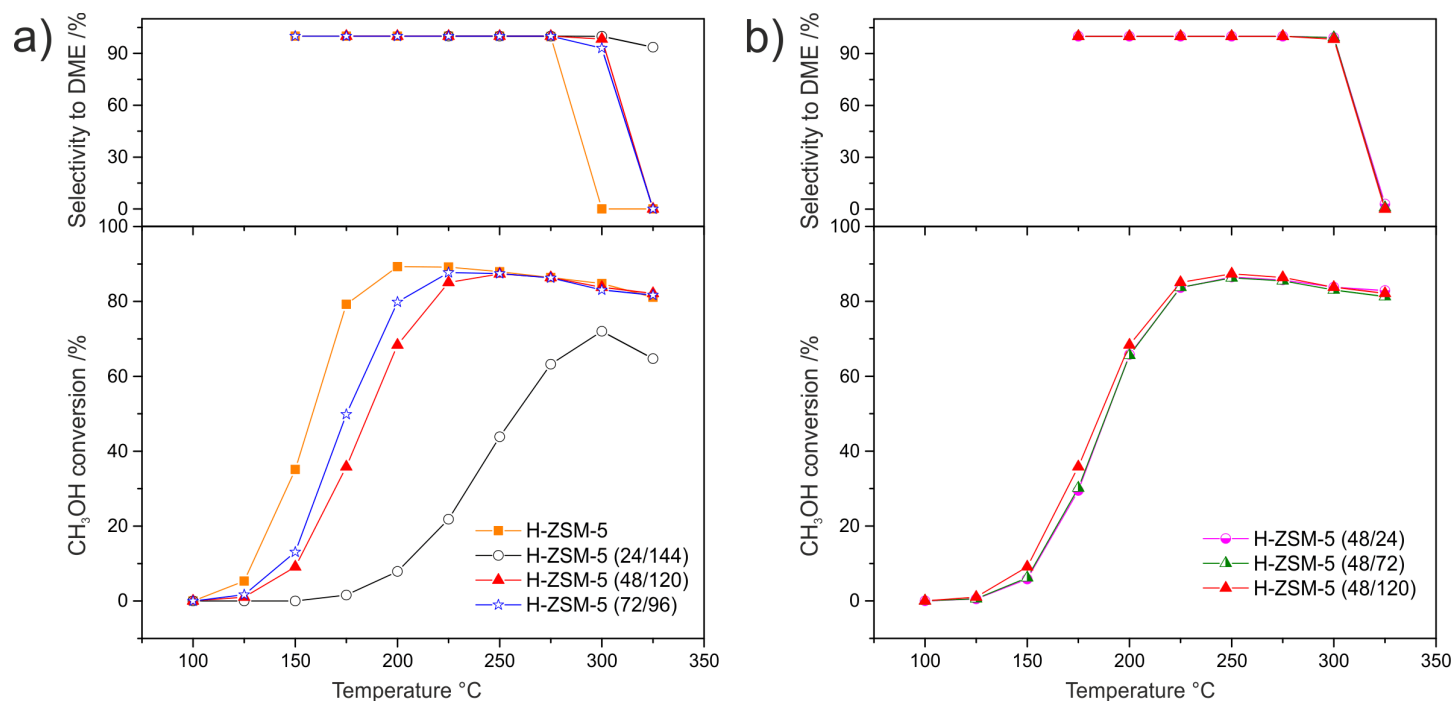 a)
Selectivity to DME /%
90
60
30
0
100
80
60
40
20
0
CH₃OH conversion /%
H-ZSM-5
H-ZSM-5 (24/144)
H-ZSM-5 (48/120)
H-ZSM-5 (72/96)
100 150 200 250 300 350
Temperature °C
b)
Selectivity to DME /%
90
60
30
0
100
80
60
40
20
0
CH₃OH conversion /%
H-ZSM-5 (48/24)
H-ZSM-5 (48/72)
H-ZSM-5 (48/120)
100 150 200 250 300 350
Temperature °C